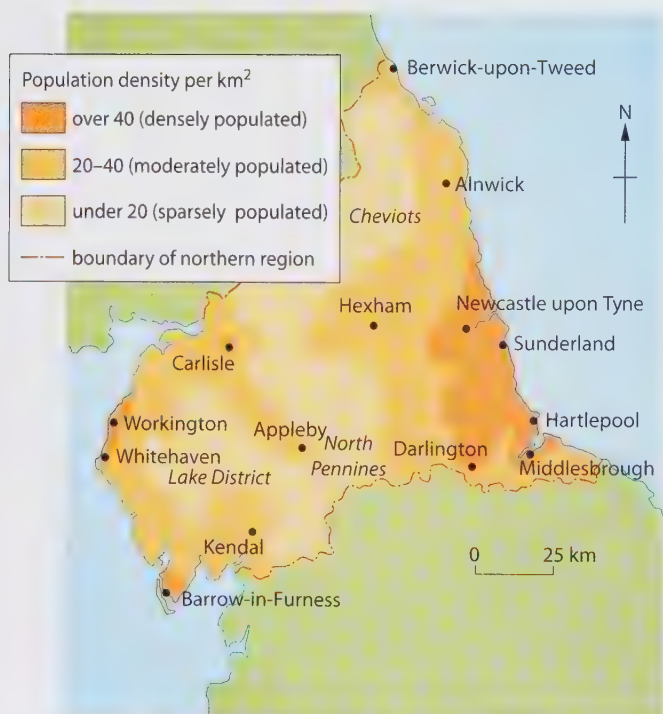 Population density per km²
over 40 (densely populated)
20–40 (moderately populated)
under 20 (sparsely populated)
boundary of northern region
Berwick-upon-Tweed
N
Alnwick
Cheviots
Hexham
Newcastle upon Tyne
Sunderland
Carlisle
Workington
Appleby
North
Pennines
Hartlepool
Darlington
Whitehaven
Lake District
Middlesbrough
Kendal
0 25 km
Barrow-in-Furness